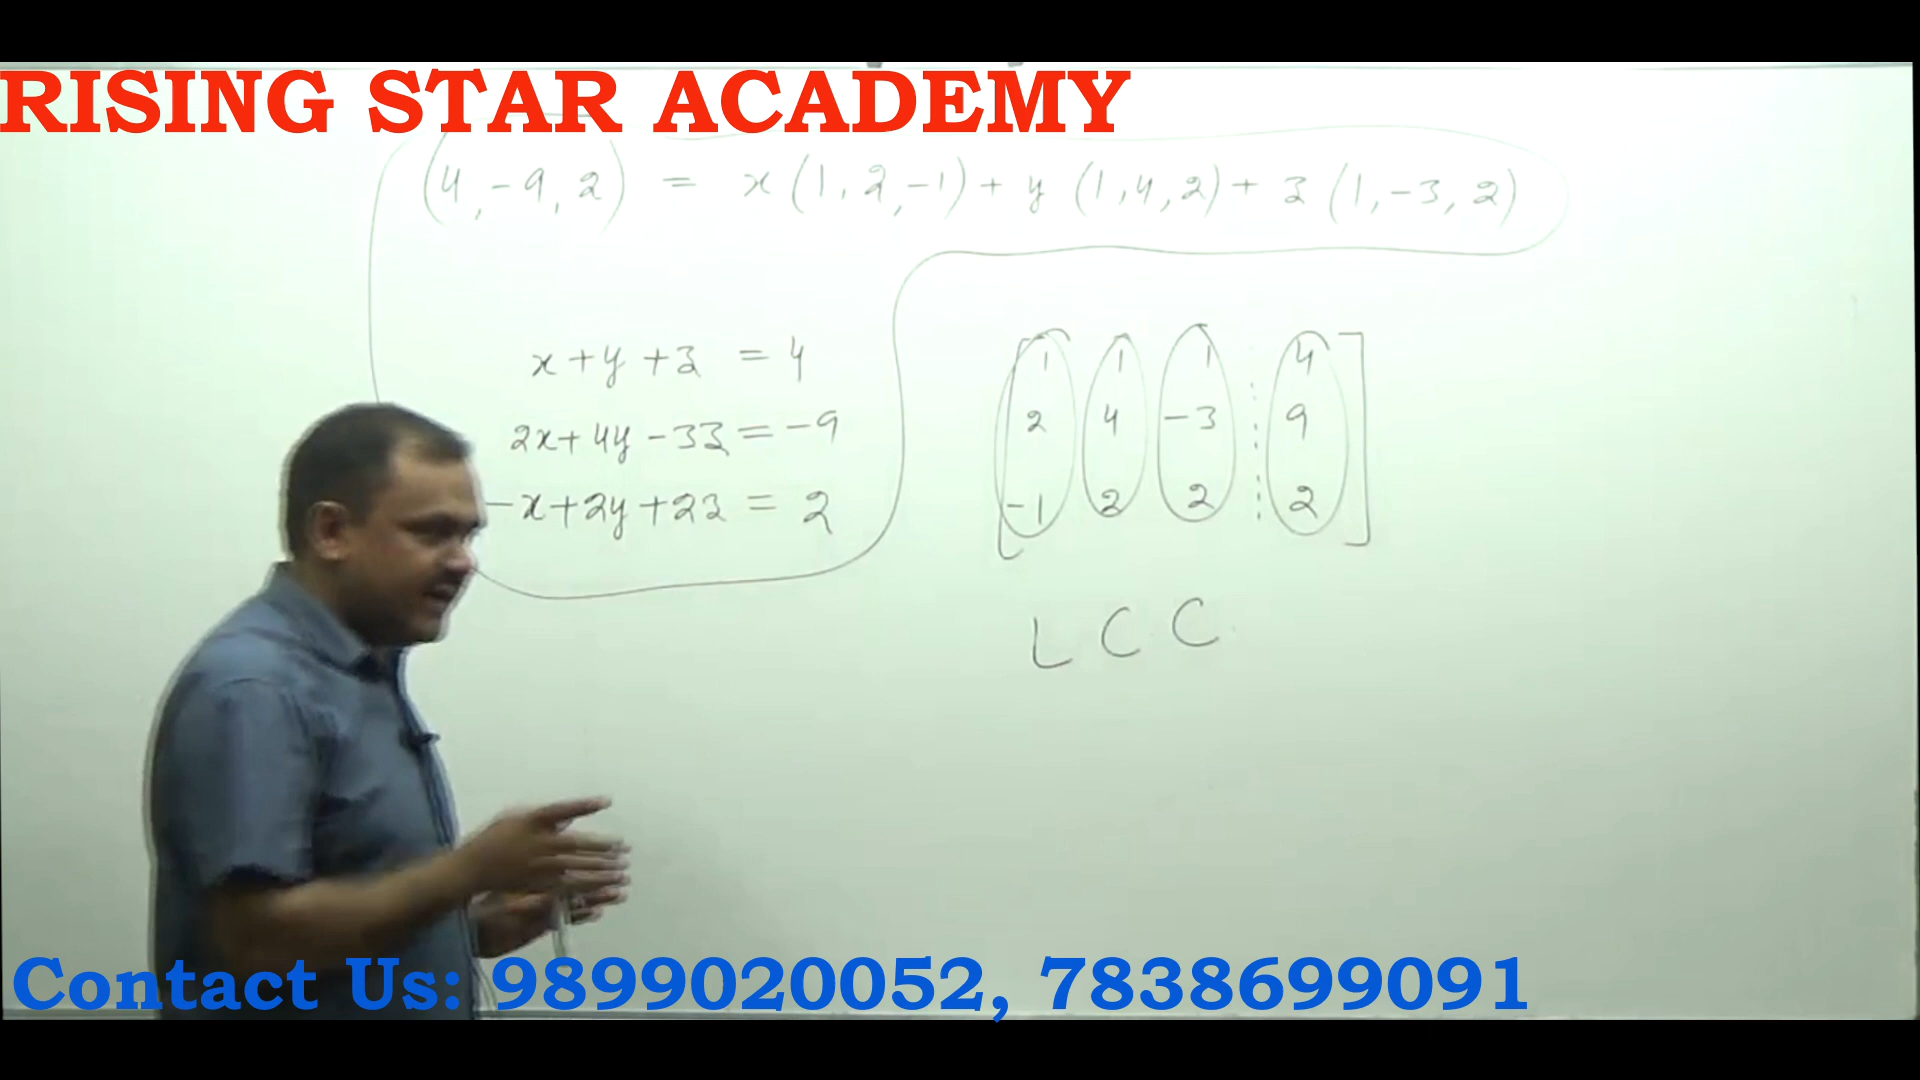 RISING STAR ACADEMY
(4, -9, 2) = x (1, 2, -1) + y (1, 4, 2) + z (1, -3, 2)
x + y + z = 4
2x + 4y - 3z = -9
-x + 2y + 2z = 2
1 1 1 4
2 4 -3 9
-1 2 2 2
L C C
Contact Us: 9899020052, 7838699091